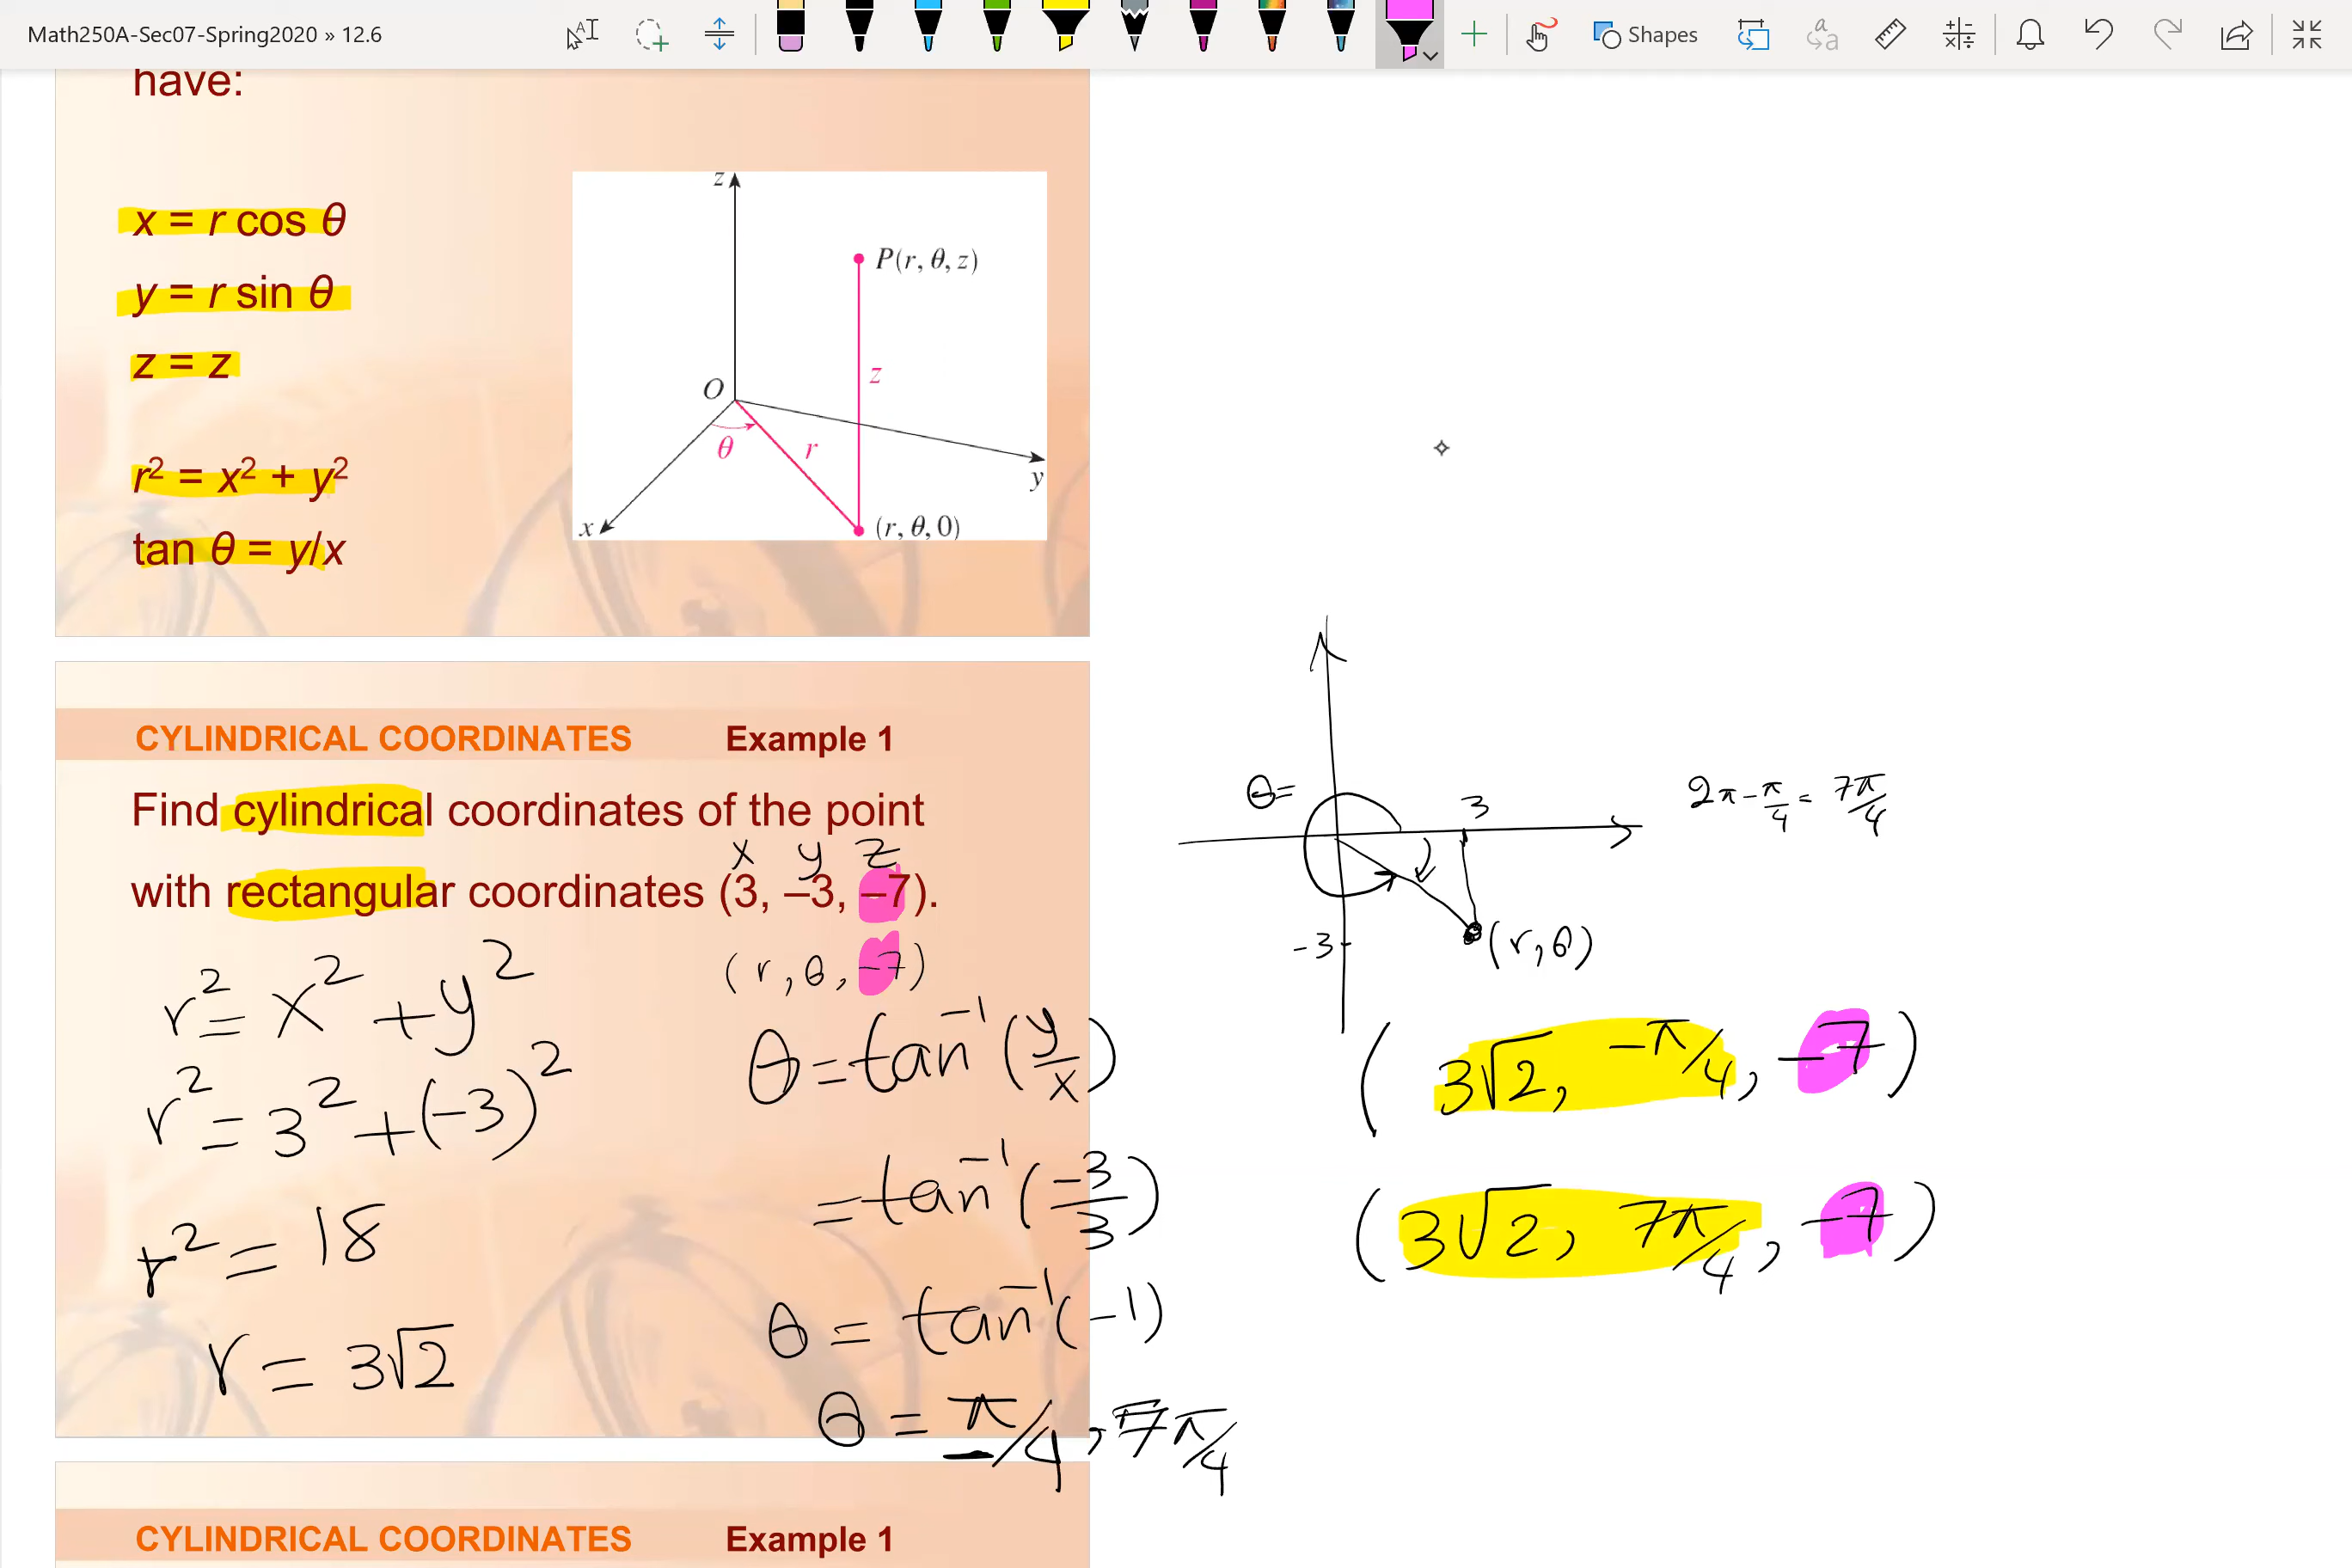 Math250A-Sec07-Spring2020 » 12.6
Shapes
have:
x = r cos θ
y = r sin θ
z = z
r² = x² + y²
tan θ = y/x
z
P(r, θ, z)
z
O
θ
r
y
x
(r, θ, 0)
CYLINDRICAL COORDINATES Example 1
Find cylindrical coordinates of the point
x y z
with rectangular coordinates (3, –3, –7).
(r, θ, -7)
r² = x² + y²
r² = 3² + (-3)²
r² = 18
r = 3√2
θ = tan⁻¹(y/x)
= tan⁻¹(-3/3)
θ = tan⁻¹(-1)
θ = -π/4, 7π/4
θ=
3
2π - π/4 = 7π/4
-3
(r, θ)
(3√2, -π/4, -7)
(3√2, 7π/4, -7)
CYLINDRICAL COORDINATES Example 1